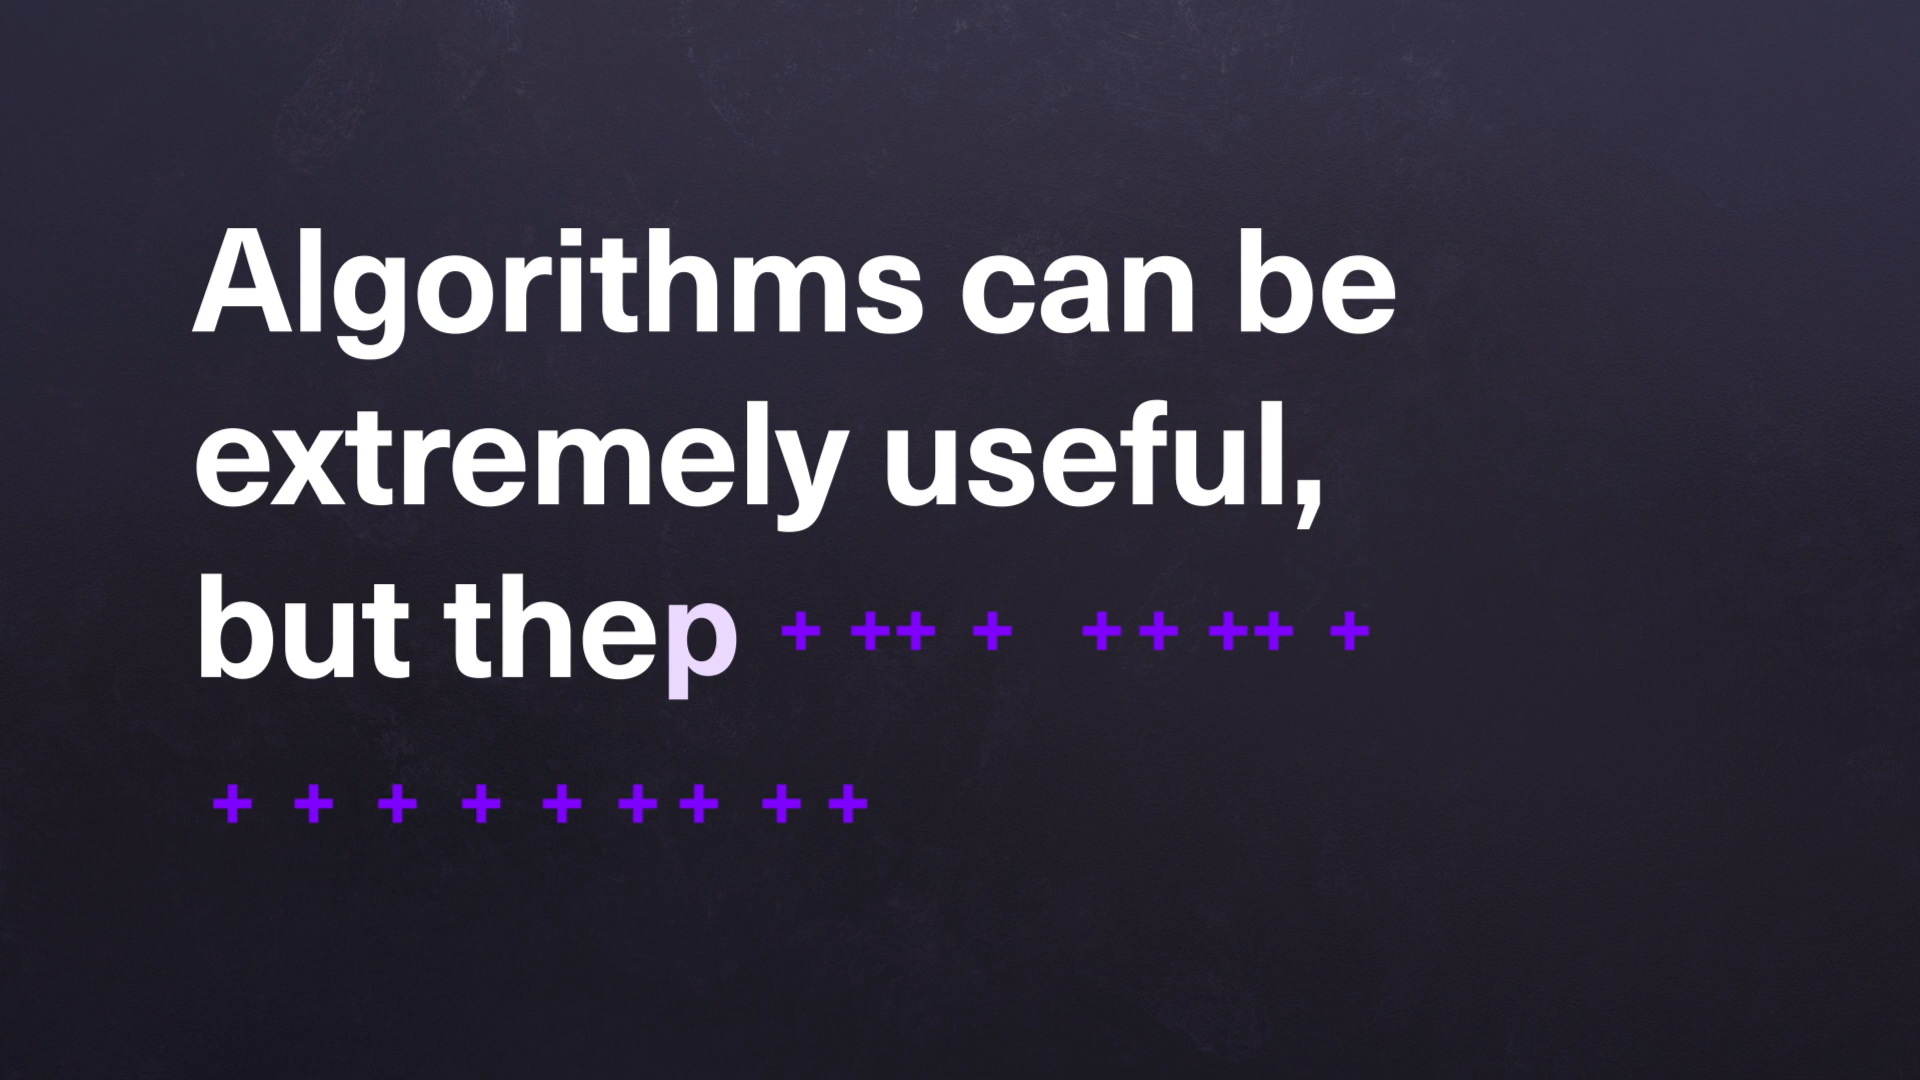 Algorithms can be
extremely useful,
but thep + ++ + ++ ++ +
+ + + + + + + + +